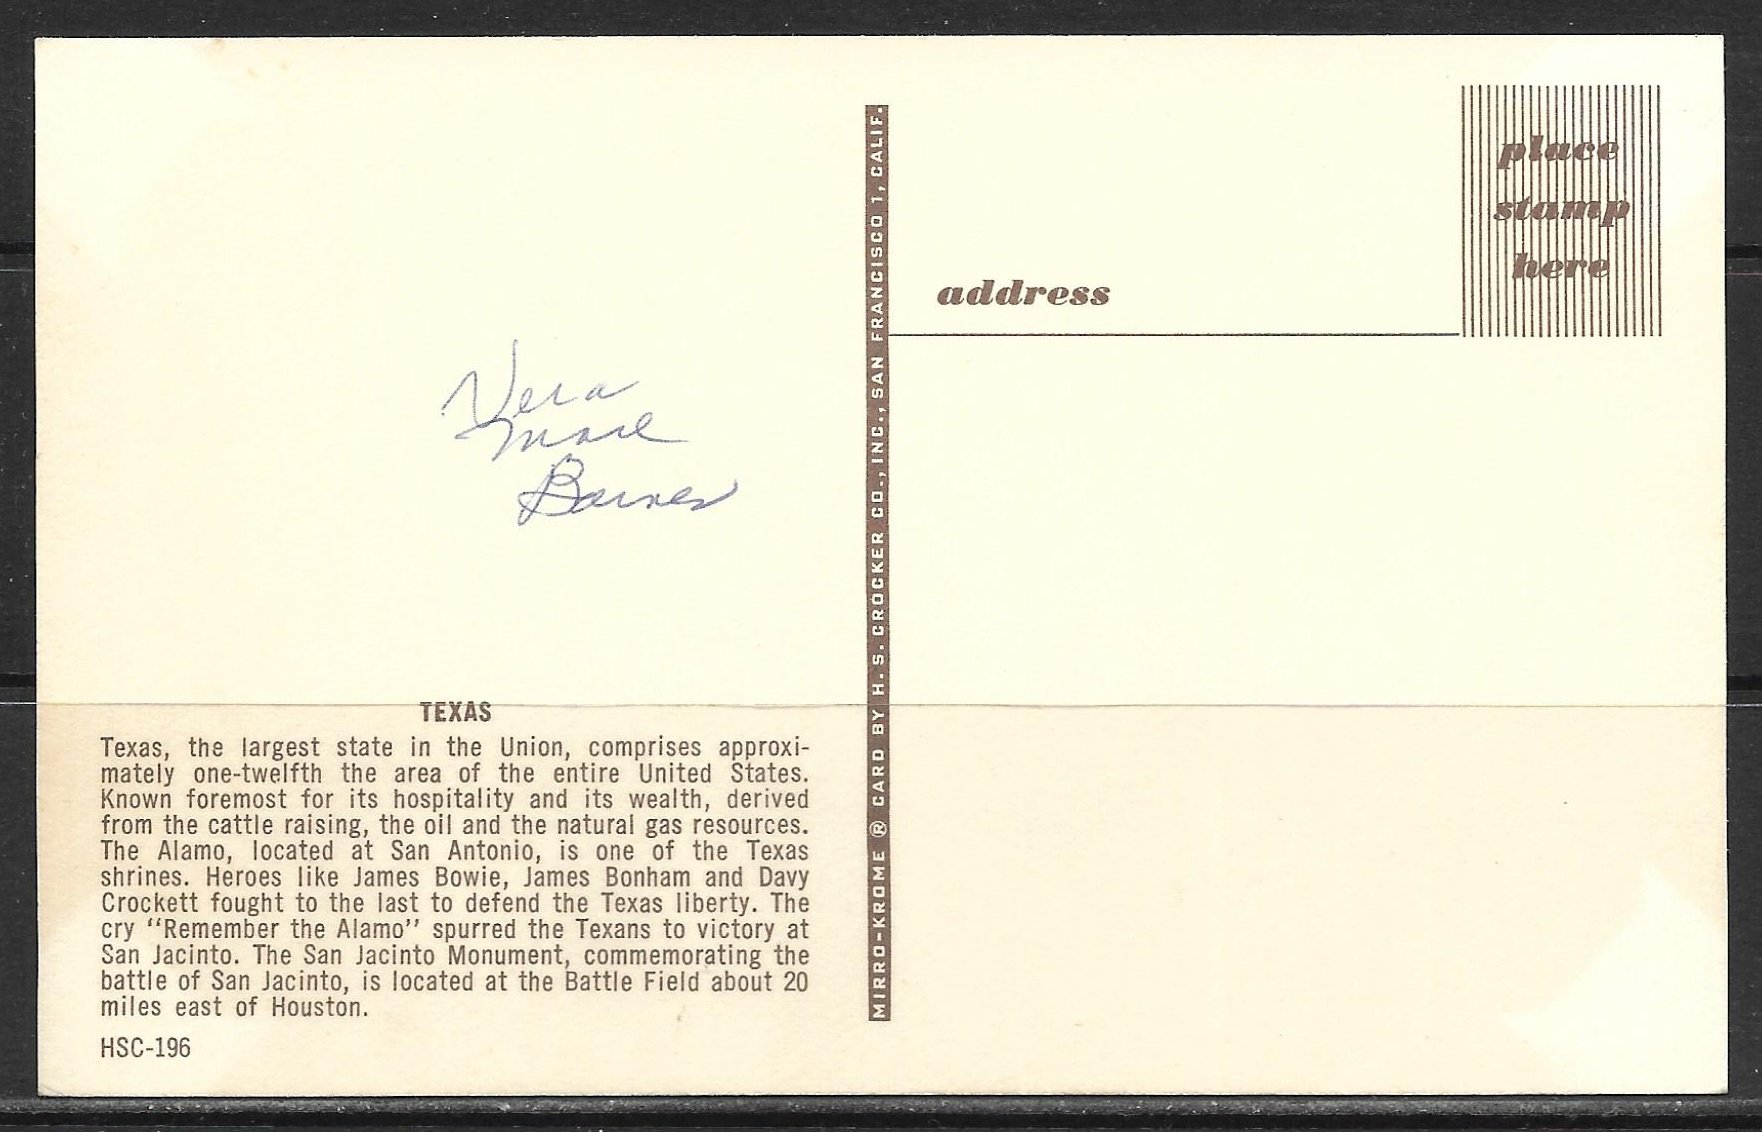 place
stamp
here
address
Vera
Mae
Barnes
TEXAS
Texas, the largest state in the Union, comprises approxi-
mately one-twelfth the area of the entire United States.
Known foremost for its hospitality and its wealth, derived
from the cattle raising, the oil and the natural gas resources.
The Alamo, located at San Antonio, is one of the Texas
shrines. Heroes like James Bowie, James Bonham and Davy
Crockett fought to the last to defend the Texas liberty. The
cry “Remember the Alamo” spurred the Texans to victory at
San Jacinto. The San Jacinto Monument, commemorating the
battle of San Jacinto, is located at the Battle Field about 20
miles east of Houston.
HSC-196
MIRRO-KROME ® CARD BY H. S. CROCKER CO., INC., SAN FRANCISCO 1, CALIF.